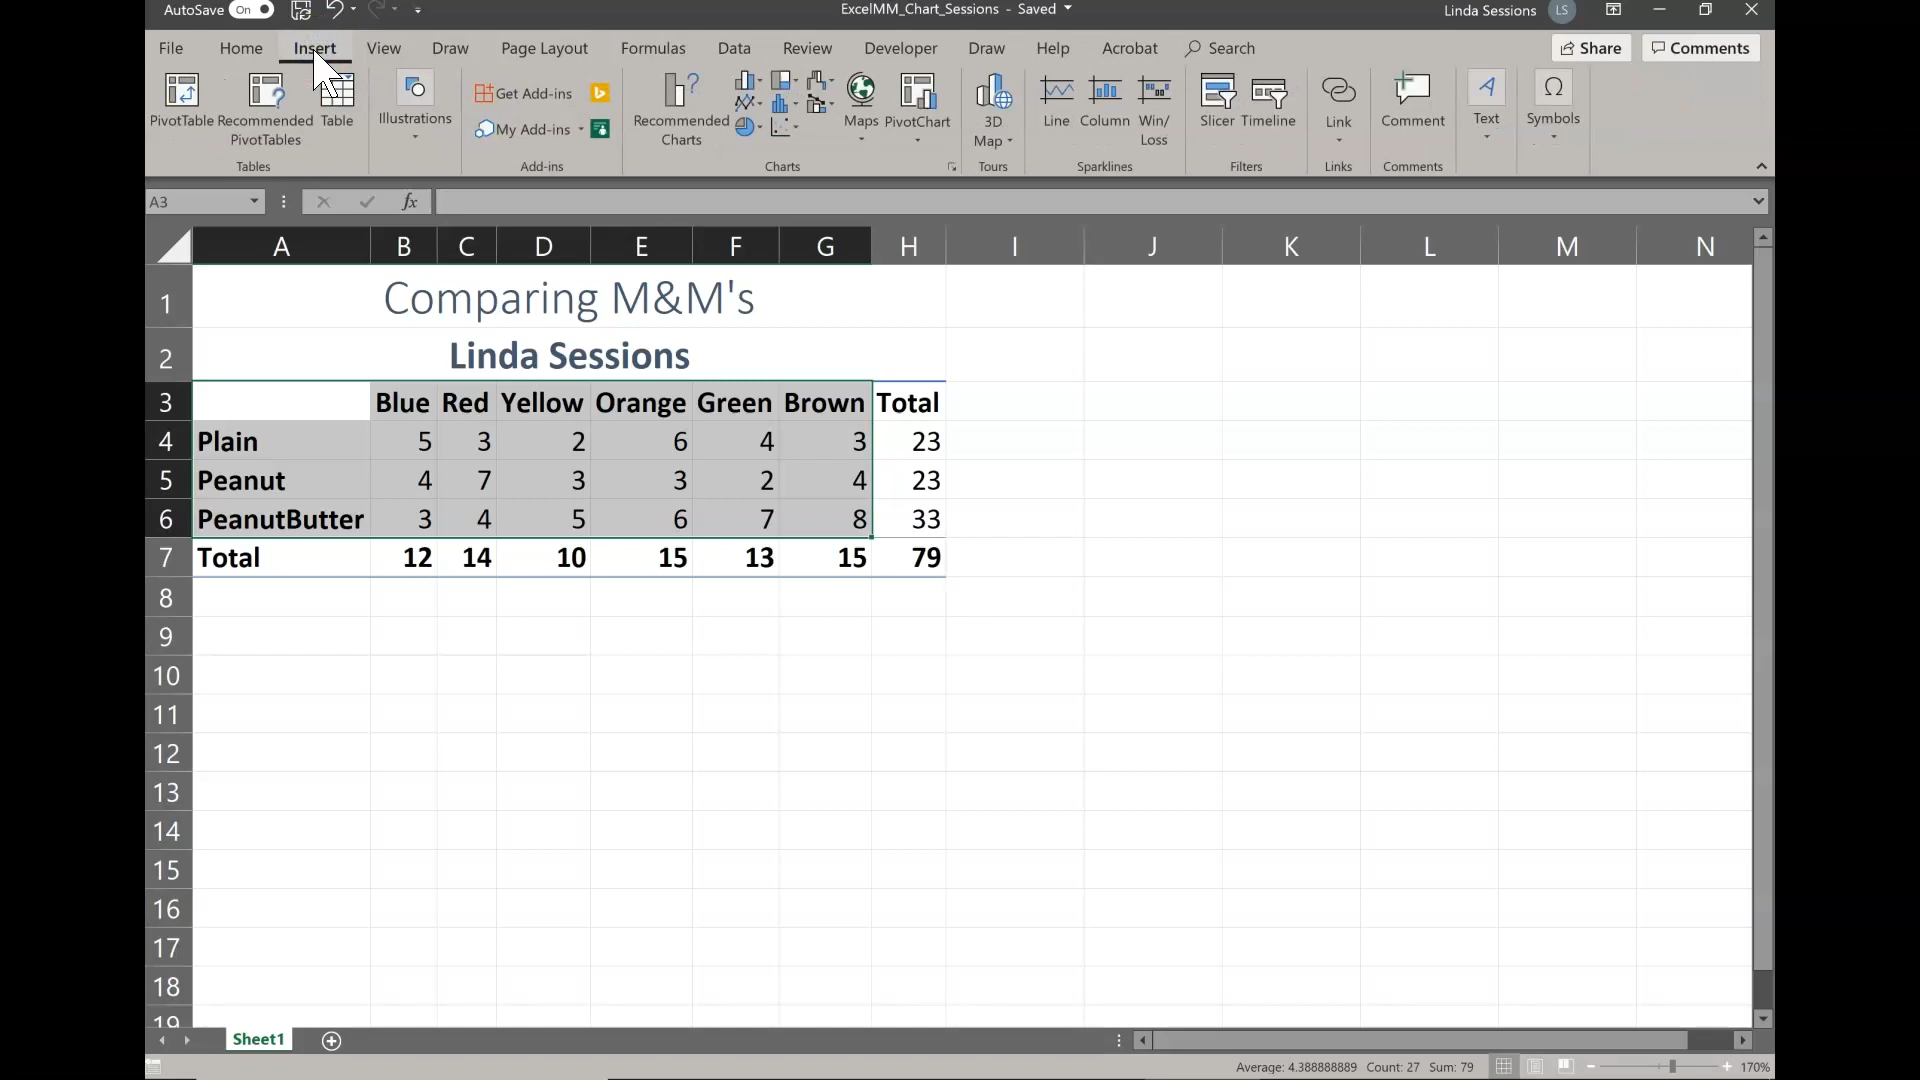 AutoSave On ExcelMM_Chart_Sessions - Saved Linda Sessions LS
File Home Insert View Draw Page Layout Formulas Data Review Developer Draw Help Acrobat Search Share Comments
PivotTable Recommended PivotTables Table Illustrations Get Add-ins My Add-ins Recommended Charts Maps PivotChart 3D Map Line Column Win/Loss Slicer Timeline Link Comment Text Symbols
Tables Add-ins Charts Tours Sparklines Filters Links Comments
A3 fx
A B C D E F G H I J K L M N
1 Comparing M&M's
2 Linda Sessions
3 Blue Red Yellow Orange Green Brown Total
4 Plain 5 3 2 6 4 3 23
5 Peanut 4 7 3 3 2 4 23
6 PeanutButter 3 4 5 6 7 8 33
7 Total 12 14 10 15 13 15 79
8
9
10
11
12
13
14
15
16
17
18
19
Sheet1
Average: 4.388888889 Count: 27 Sum: 79 170%